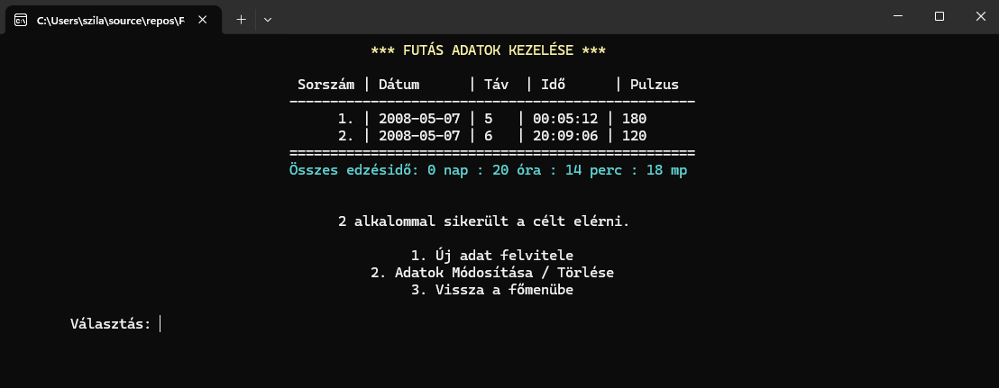 C:\Users\szila\source\repos\F
*** FUTÁS ADATOK KEZELÉSE ***
Sorszám | Dátum | Táv | Idő | Pulzus
--------------------------------------------------
1. | 2008-05-07 | 5 | 00:05:12 | 180
2. | 2008-05-07 | 6 | 20:09:06 | 120
==================================================
Összes edzésidő: 0 nap : 20 óra : 14 perc : 18 mp
2 alkalommal sikerült a célt elérni.
1. Új adat felvitele
2. Adatok Módosítása / Törlése
3. Vissza a főmenübe
Választás: